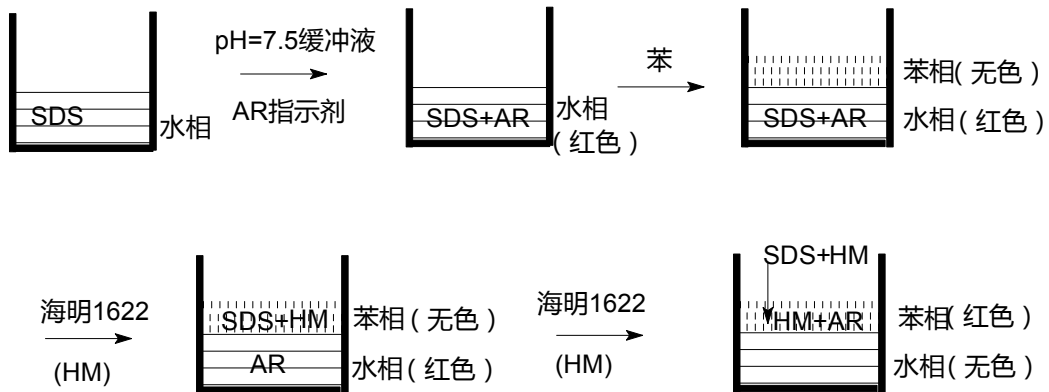 SDS
水相
pH=7.5缓冲液
AR指示剂
SDS+AR
水相
(红色)
苯
苯相(无色)
SDS+AR
水相(红色)
海明1622
(HM)
SDS+HM
苯相(无色)
AR
水相(红色)
海明1622
(HM)
SDS+HM
HM+AR
苯相(红色)
水相(无色)